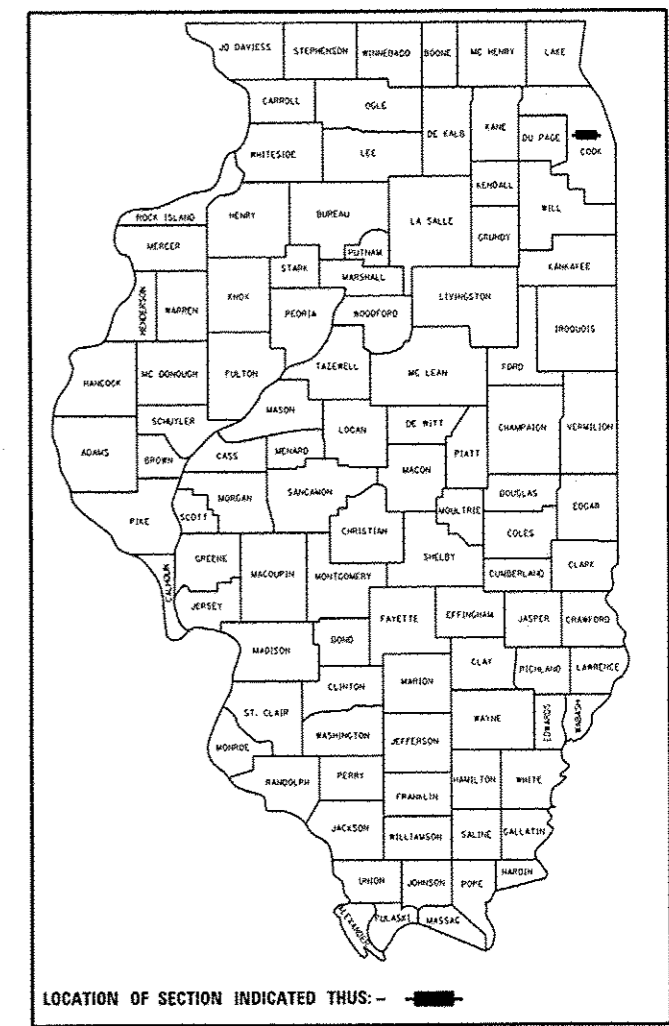 JO DAVIESS STEPHENSON WINNEBAGO BOONE MC HENRY LAKE
CARROLL OGLE DE KALB KANE DU PAGE COOK
WHITESIDE LEE KENDALL WILL
ROCK ISLAND HENRY BUREAU LA SALLE GRUNDY
MERCER PUTNAM KANKAKEE
STARK MARSHALL
HENDERSON WARREN KNOX PEORIA WOODFORD LIVINGSTON IROQUOIS
HANCOCK MC DONOUGH FULTON TAZEWELL MC LEAN FORD
SCHUYLER MASON LOGAN DE WITT CHAMPAIGN VERMILION
ADAMS BROWN CASS MENARD MACON PIATT
PIKE SCOTT MORGAN SANGAMON MOULTRIE DOUGLAS EDGAR
CHRISTIAN SHELBY COLES
CALHOUN GREENE MACOUPIN MONTGOMERY CUMBERLAND CLARK
JERSEY FAYETTE EFFINGHAM JASPER CRAWFORD
MADISON BOND CLAY RICHLAND LAWRENCE
CLINTON MARION
ST. CLAIR WASHINGTON JEFFERSON WAYNE EDWARDS WABASH
MONROE
RANDOLPH PERRY HAMILTON WHITE
FRANKLIN
JACKSON WILLIAMSON SALINE GALLATIN
UNION JOHNSON POPE HARDIN
ALEXANDER PULASKI MASSAC
LOCATION OF SECTION INDICATED THUS: -